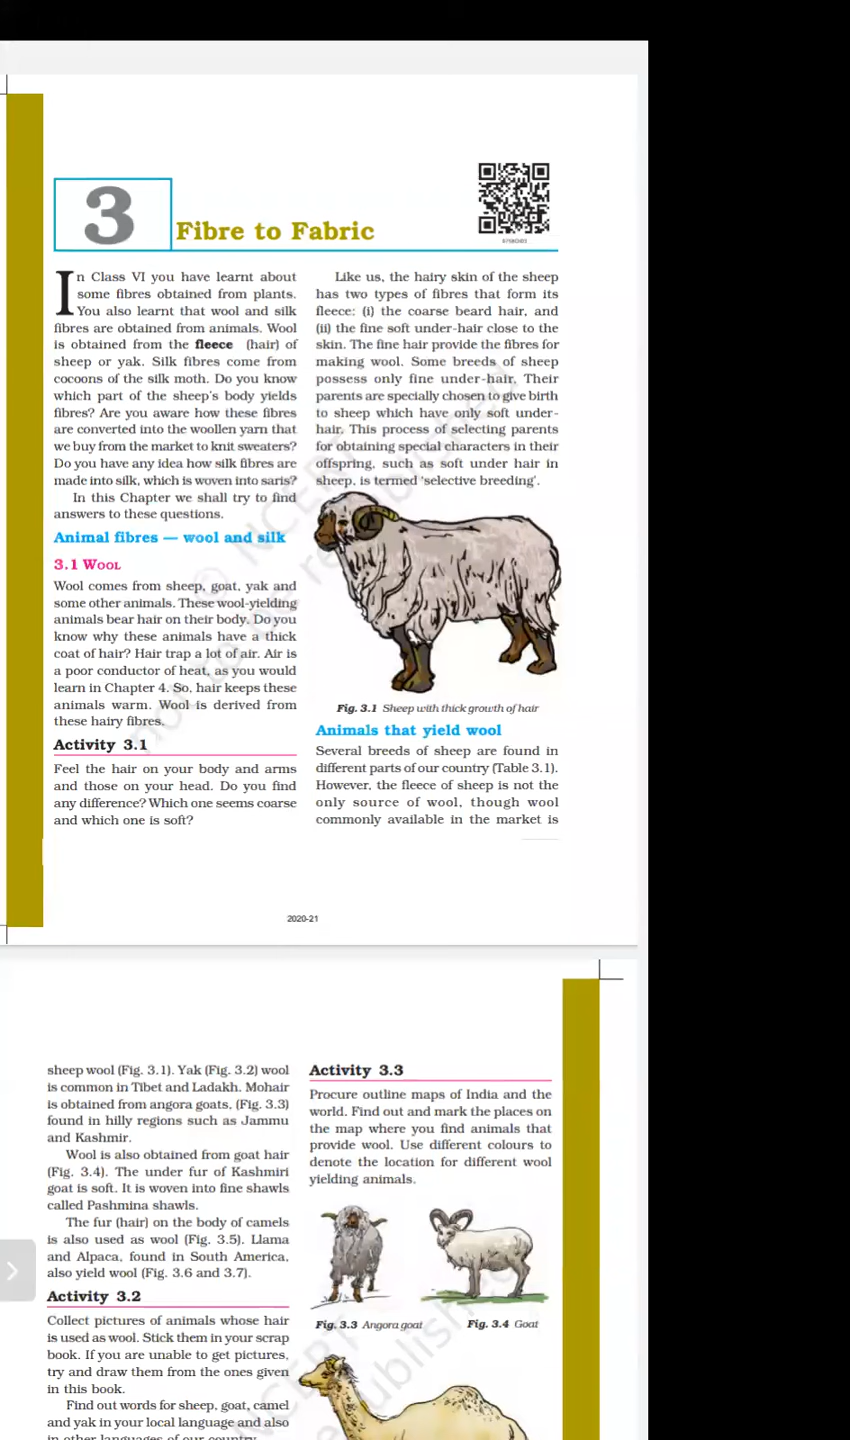 3
Fibre to Fabric
In Class VI you have learnt about
some fibres obtained from plants.
You also learnt that wool and silk
fibres are obtained from animals. Wool
is obtained from the fleece (hair) of
sheep or yak. Silk fibres come from
cocoons of the silk moth. Do you know
which part of the sheep's body yields
fibres? Are you aware how these fibres
are converted into the woollen yarn that
we buy from the market to knit sweaters?
Do you have any idea how silk fibres are
made into silk, which is woven into saris?
In this Chapter we shall try to find
answers to these questions.
Animal fibres — wool and silk
3.1 WOOL
Wool comes from sheep, goat, yak and
some other animals. These wool-yielding
animals bear hair on their body. Do you
know why these animals have a thick
coat of hair? Hair trap a lot of air. Air is
a poor conductor of heat, as you would
learn in Chapter 4. So, hair keeps these
animals warm. Wool is derived from
these hairy fibres.
Activity 3.1
Feel the hair on your body and arms
and those on your head. Do you find
any difference? Which one seems coarse
and which one is soft?
Like us, the hairy skin of the sheep
has two types of fibres that form its
fleece: (i) the coarse beard hair, and
(ii) the fine soft under-hair close to the
skin. The fine hair provide the fibres for
making wool. Some breeds of sheep
possess only fine under-hair. Their
parents are specially chosen to give birth
to sheep which have only soft under-
hair. This process of selecting parents
for obtaining special characters in their
offspring, such as soft under hair in
sheep, is termed 'selective breeding'.
Fig. 3.1 Sheep with thick growth of hair
Animals that yield wool
Several breeds of sheep are found in
different parts of our country (Table 3.1).
However, the fleece of sheep is not the
only source of wool, though wool
commonly available in the market is
© NCERT
not to be republished
2020-21
sheep wool (Fig. 3.1). Yak (Fig. 3.2) wool
is common in Tibet and Ladakh. Mohair
is obtained from angora goats, (Fig. 3.3)
found in hilly regions such as Jammu
and Kashmir.
Wool is also obtained from goat hair
(Fig. 3.4). The under fur of Kashmiri
goat is soft. It is woven into fine shawls
called Pashmina shawls.
The fur (hair) on the body of camels
is also used as wool (Fig. 3.5). Llama
and Alpaca, found in South America,
also yield wool (Fig. 3.6 and 3.7).
Activity 3.2
Collect pictures of animals whose hair
is used as wool. Stick them in your scrap
book. If you are unable to get pictures,
try and draw them from the ones given
in this book.
Find out words for sheep, goat, camel
and yak in your local language and also
in other languages of our country.
Activity 3.3
Procure outline maps of India and the
world. Find out and mark the places on
the map where you find animals that
provide wool. Use different colours to
denote the location for different wool
yielding animals.
Fig. 3.3 Angora goat
Fig. 3.4 Goat